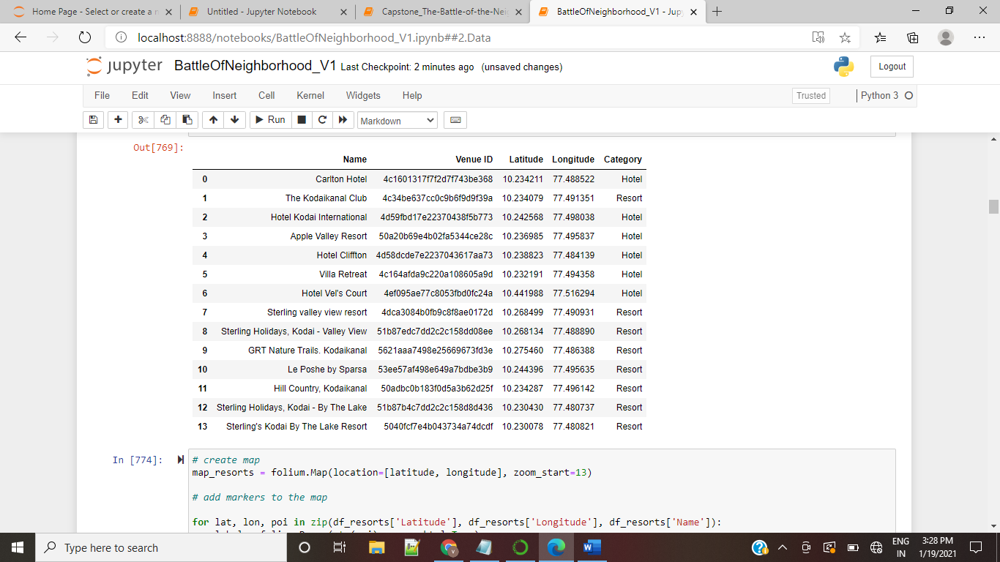 Home Page - Select or create a n
Untitled - Jupyter Notebook
Capstone_The-Battle-of-the-Nei
BattleOfNeighborhood_V1 - Jup
localhost:8888/notebooks/BattleOfNeighborhood_V1.ipynb##2.Data
jupyter BattleOfNeighborhood_V1 Last Checkpoint: 2 minutes ago (unsaved changes)
Logout
File Edit View Insert Cell Kernel Widgets Help
Trusted
Python 3
Run
Markdown
Out[769]:
Name Venue ID Latitude Longitude Category
0 Carlton Hotel 4c1601317f7f2d7f743be368 10.234211 77.488522 Hotel
1 The Kodaikanal Club 4c34be637cc0c9b6f9d9f39a 10.234079 77.491351 Resort
2 Hotel Kodai International 4d59fbd17e22370438f5b773 10.242568 77.498038 Hotel
3 Apple Valley Resort 50a20b69e4b02fa5344ce28c 10.236985 77.495837 Hotel
4 Hotel Cliffton 4d58dcde7e2237043617aa73 10.238823 77.484139 Hotel
5 Villa Retreat 4c164afda9c220a108605a9d 10.232191 77.494358 Hotel
6 Hotel Vel's Court 4ef095ae77c8053fbd0fc24a 10.441988 77.516294 Hotel
7 Sterling valley view resort 4dca3084b0fb9c8f8ae0172d 10.268499 77.490931 Resort
8 Sterling Holidays, Kodai - Valley View 51b87edc7dd2c2c158dd08ee 10.268134 77.488890 Resort
9 GRT Nature Trails. Kodaikanal 5621aaa7498e25669673fd3e 10.275460 77.486388 Resort
10 Le Poshe by Sparsa 53ee57af498e649a7bdbe3b9 10.244396 77.495635 Resort
11 Hill Country, Kodaikanal 50adbc0b183f0d5a3b62d25f 10.234287 77.496142 Resort
12 Sterling Holidays, Kodai - By The Lake 51b87b4c7dd2c2c158d8d436 10.230430 77.480737 Resort
13 Sterling's Kodai By The Lake Resort 5040fcf7e4b043734a74dcdf 10.230078 77.480821 Resort
In [774]:
# create map
map_resorts = folium.Map(location=[latitude, longitude], zoom_start=13)
# add markers to the map
for lat, lon, poi in zip(df_resorts['Latitude'], df_resorts['Longitude'], df_resorts['Name']):
Type here to search
ENG
IN
3:28 PM
1/19/2021